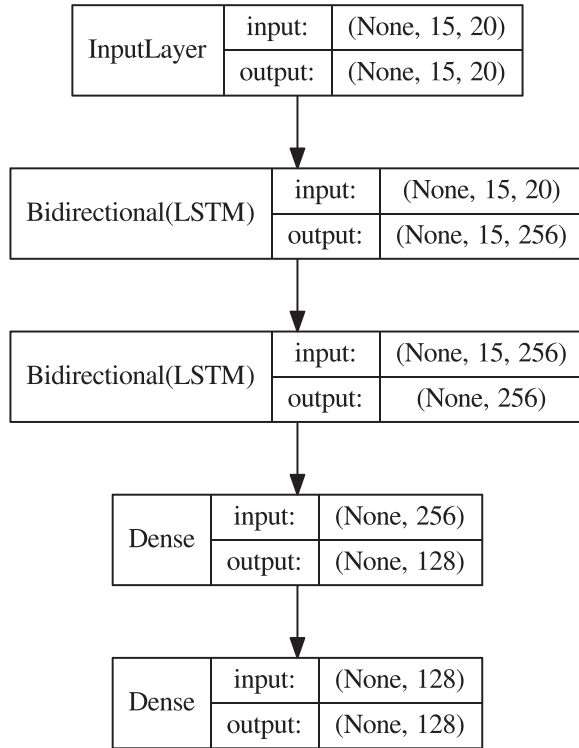 InputLayer
input: (None, 15, 20)
output: (None, 15, 20)
Bidirectional(LSTM)
input: (None, 15, 20)
output: (None, 15, 256)
Bidirectional(LSTM)
input: (None, 15, 256)
output: (None, 256)
Dense
input: (None, 256)
output: (None, 128)
Dense
input: (None, 128)
output: (None, 128)